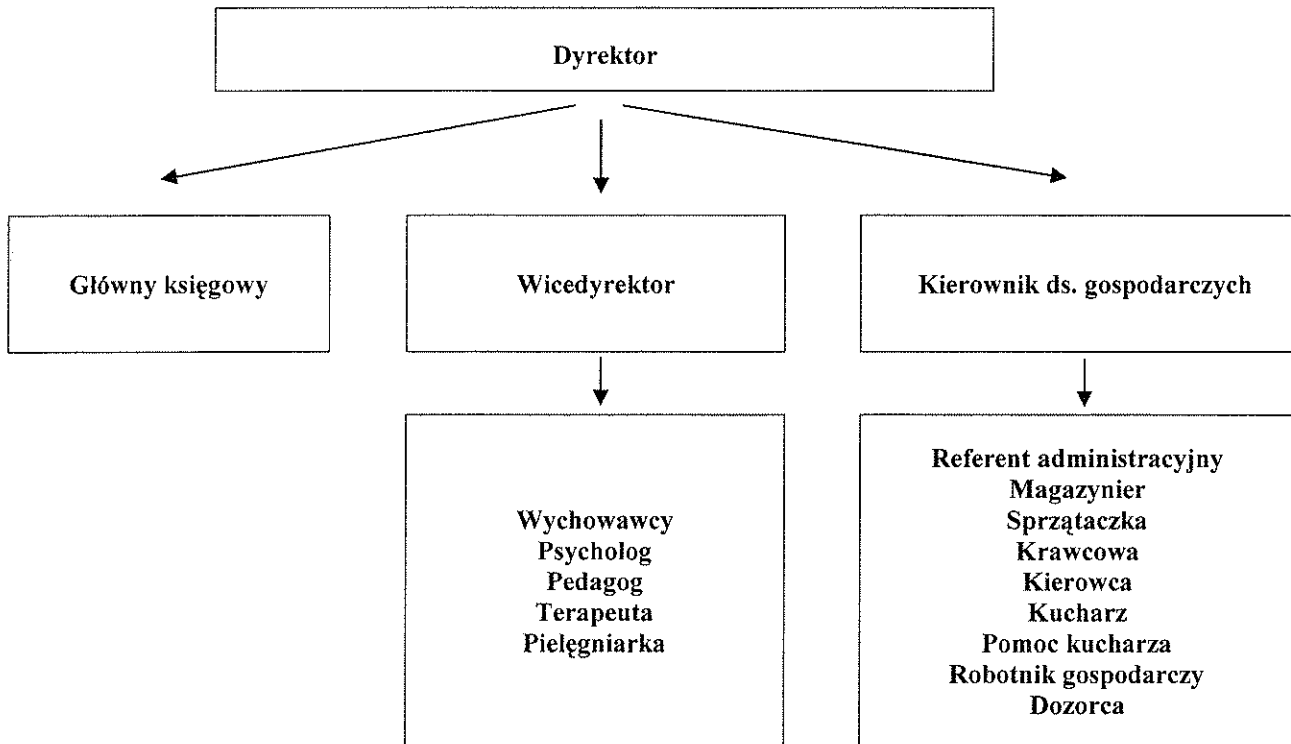 Dyrektor
Główny księgowy
Wicedyrektor
Kierownik ds. gospodarczych
Wychowawcy
Psycholog
Pedagog
Terapeuta
Pielęgniarka
Referent administracyjny
Magazynier
Sprzątaczka
Krawcowa
Kierowca
Kucharz
Pomoc kucharza
Robotnik gospodarczy
Dozorca